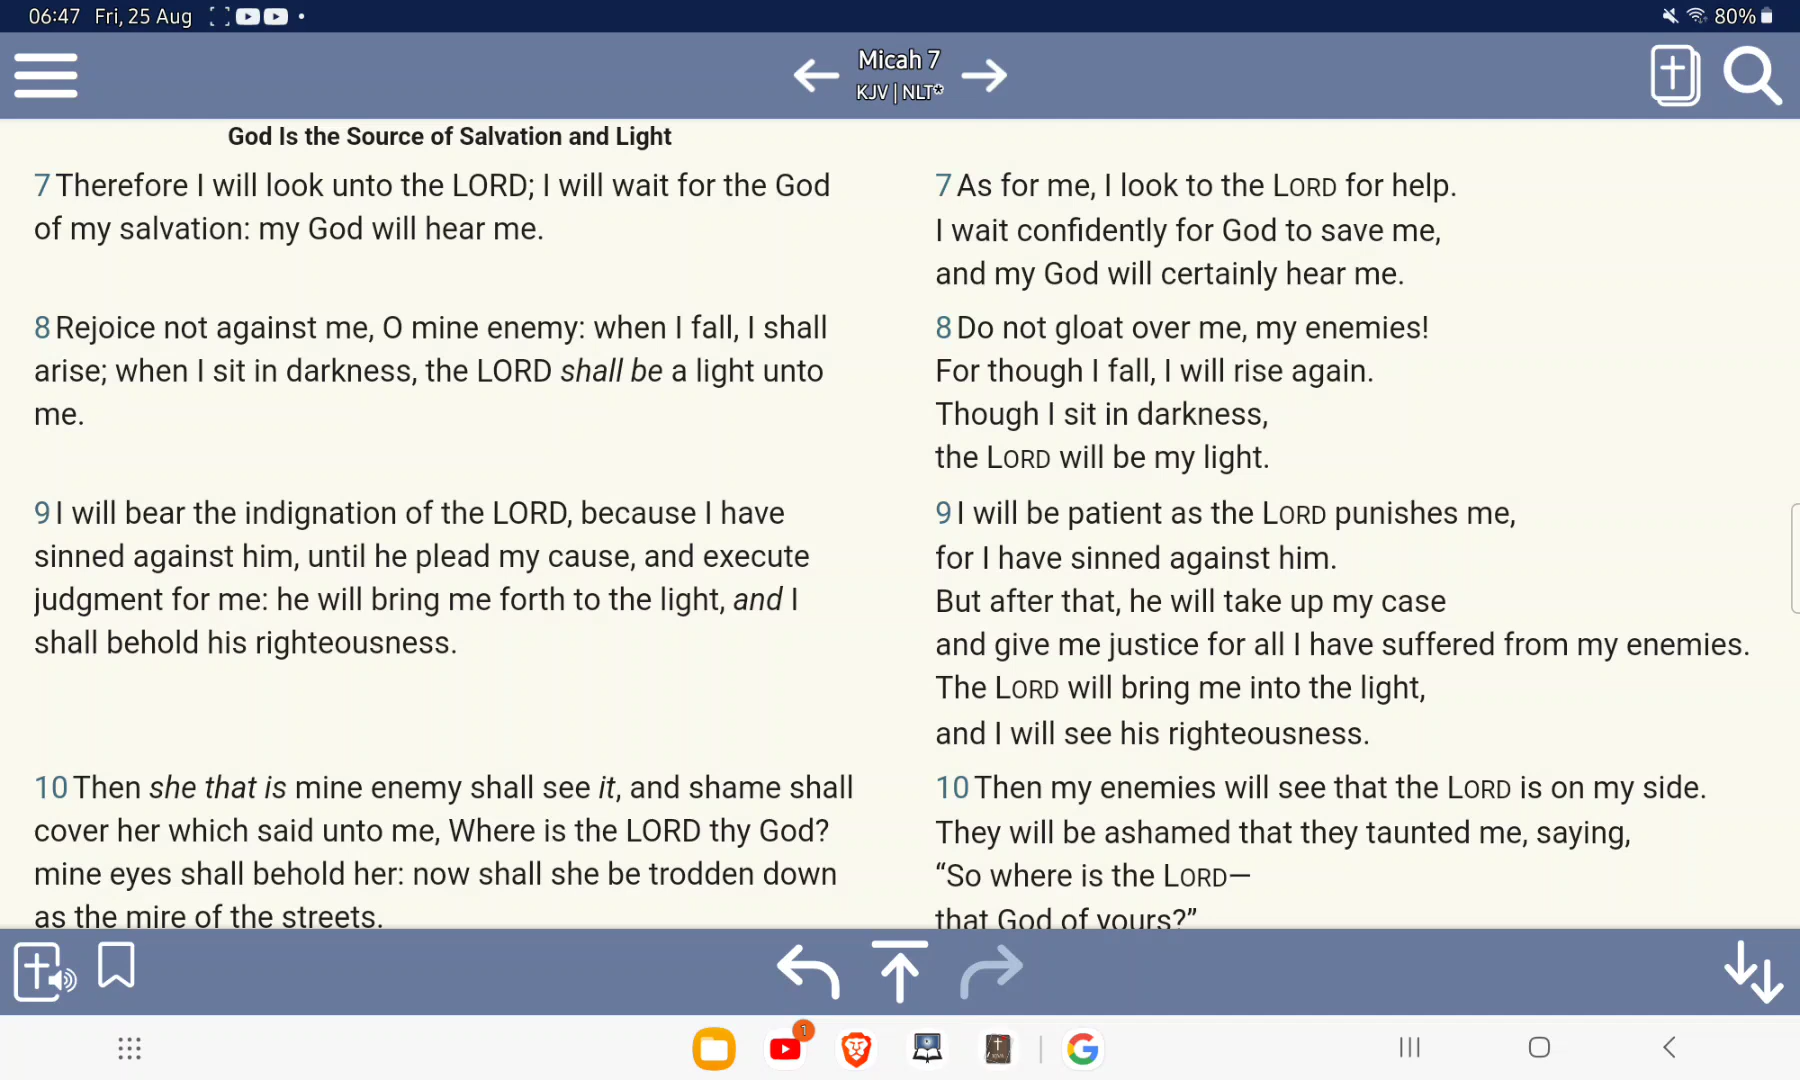 06:47 Fri, 25 Aug
80%
Micah 7
KJV | NLT*
God Is the Source of Salvation and Light
7 Therefore I will look unto the LORD; I will wait for the God
of my salvation: my God will hear me.
8 Rejoice not against me, O mine enemy: when I fall, I shall
arise; when I sit in darkness, the LORD shall be a light unto
me.
9 I will bear the indignation of the LORD, because I have
sinned against him, until he plead my cause, and execute
judgment for me: he will bring me forth to the light, and I
shall behold his righteousness.
10 Then she that is mine enemy shall see it, and shame shall
cover her which said unto me, Where is the LORD thy God?
mine eyes shall behold her: now shall she be trodden down
as the mire of the streets.
7 As for me, I look to the LORD for help.
I wait confidently for God to save me,
and my God will certainly hear me.
8 Do not gloat over me, my enemies!
For though I fall, I will rise again.
Though I sit in darkness,
the LORD will be my light.
9 I will be patient as the LORD punishes me,
for I have sinned against him.
But after that, he will take up my case
and give me justice for all I have suffered from my enemies.
The LORD will bring me into the light,
and I will see his righteousness.
10 Then my enemies will see that the LORD is on my side.
They will be ashamed that they taunted me, saying,
“So where is the LORD—
that God of yours?”
1